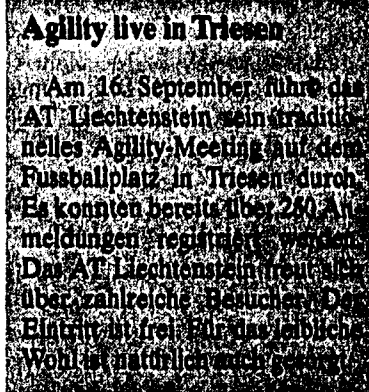 Agility live in Triesen
Am 16. September führt das
AT Liechtenstein sein traditio-
nelles Agility-Meeting auf dem
Fussballplatz in Triesen durch.
Es konnten bereits über 250 An-
meldungen registriert werden.
Das AT Liechtenstein freut sich
über zahlreiche Besucher. Der
Eintritt ist frei. Für das leibliche
Wohl ist natürlich auch gesorgt.